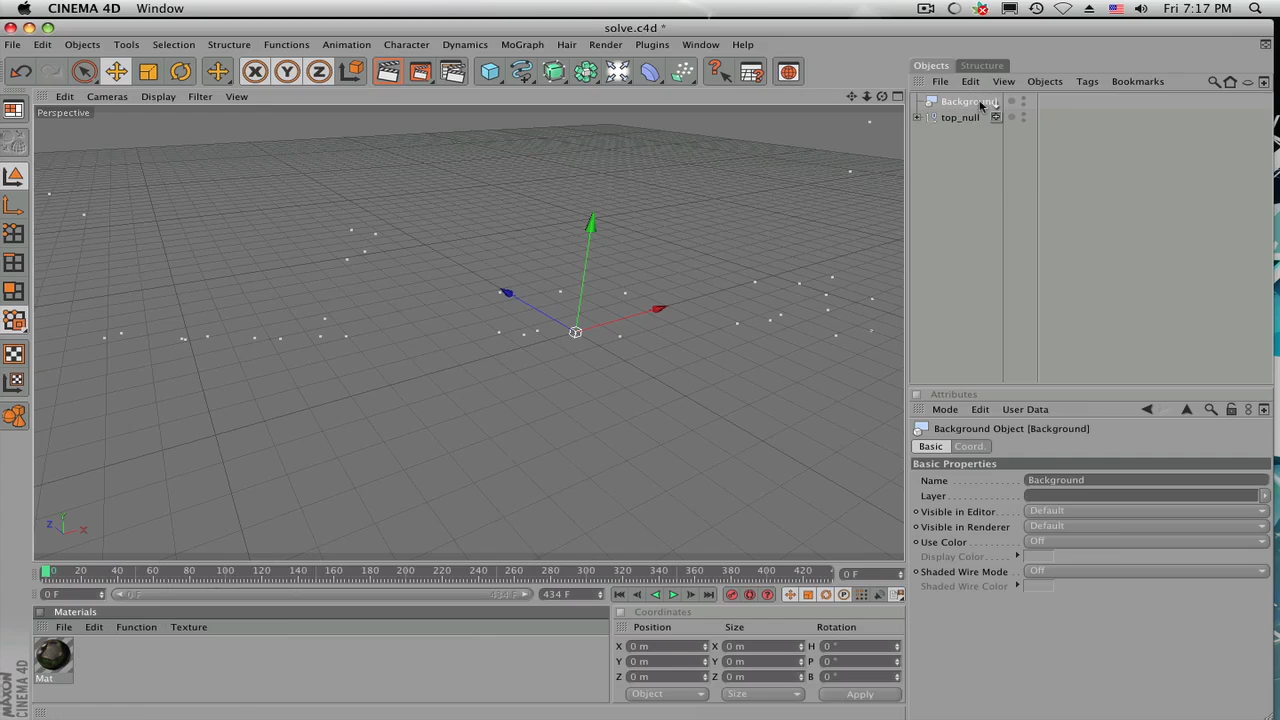 CINEMA 4D Window Fri 7:17 PM
solve.c4d *
File Edit Objects Tools Selection Structure Functions Animation Character Dynamics MoGraph Hair Render Plugins Window Help
X Y Z
Objects Structure
Edit Cameras Display Filter View
File Edit View Objects Tags Bookmarks
Perspective
Background
top_null
Attributes
Mode Edit User Data
Background Object [Background]
Basic Coord.
Basic Properties
Name Background
Layer
Visible in Editor Default
Visible in Renderer Default
Use Color Off
Display Color
Shaded Wire Mode Off
Shaded Wire Color
Y
Z X
0 20 40 60 80 100 120 140 160 180 200 220 240 260 280 300 320 340 360 380 400 420 0 F
0 F 0 F 434 F 434 F
Materials
File Edit Function Texture
Mat
Coordinates
Position Size Rotation
X 0 m X 0 m H 0 °
Y 0 m Y 0 m P 0 °
Z 0 m Z 0 m B 0 °
Object Size Apply
MAXON CINEMA 4D